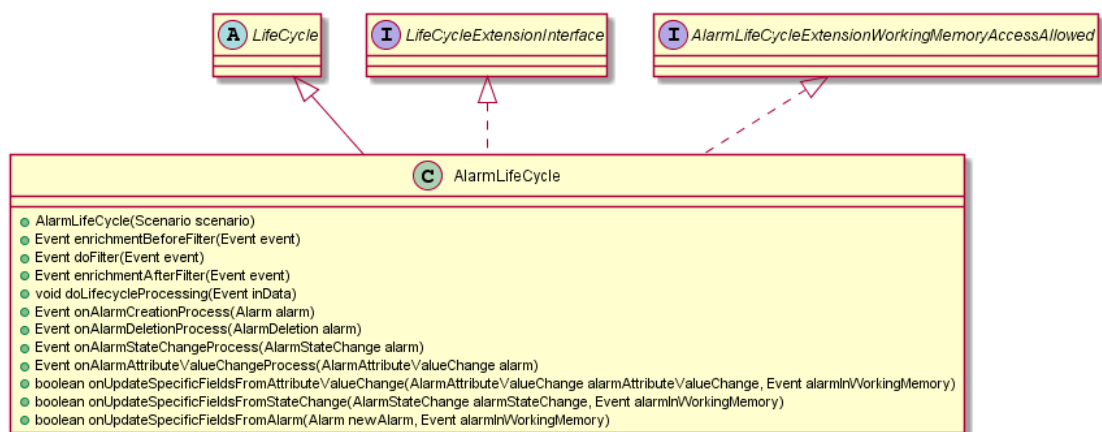 A LifeCycle
I LifeCycleExtensionInterface
I AlarmLifeCycleExtensionWorkingMemoryAccessAllowed
C AlarmLifeCycle
AlarmLifeCycle(Scenario scenario)
Event enrichmentBeforeFilter(Event event)
Event doFilter(Event event)
Event enrichmentAfterFilter(Event event)
void doLifecycleProcessing(Event inData)
Event onAlarmCreationProcess(Alarm alarm)
Event onAlarmDeletionProcess(AlarmDeletion alarm)
Event onAlarmStateChangeProcess(AlarmStateChange alarm)
Event onAlarmAttributeValueChangeProcess(AlarmAttributeValueChange alarm)
boolean onUpdateSpecificFieldsFromAttributeValueChange(AlarmAttributeValueChange alarmAttributeValueChange, Event alarmInWorkingMemory)
boolean onUpdateSpecificFieldsFromStateChange(AlarmStateChange alarmStateChange, Event alarmInWorkingMemory)
boolean onUpdateSpecificFieldsFromAlarm(Alarm newAlarm, Event alarmInWorkingMemory)